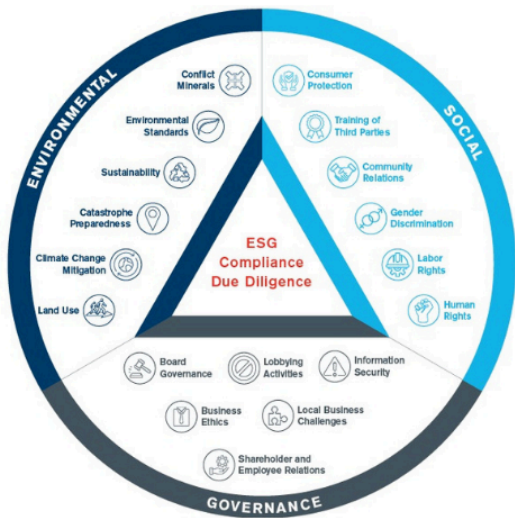 ENVIRONMENTAL
Conflict
Minerals
Environmental
Standards
Sustainability
Catastrophe
Preparedness
Climate Change
Mitigation
Land Use
SOCIAL
Consumer
Protection
Training of
Third Parties
Community
Relations
Gender
Discrimination
Labor
Rights
Human
Rights
ESG
Compliance
Due Diligence
Board
Governance
Lobbying
Activities
Information
Security
Business
Ethics
Local Business
Challenges
Shareholder and
Employee Relations
GOVERNANCE